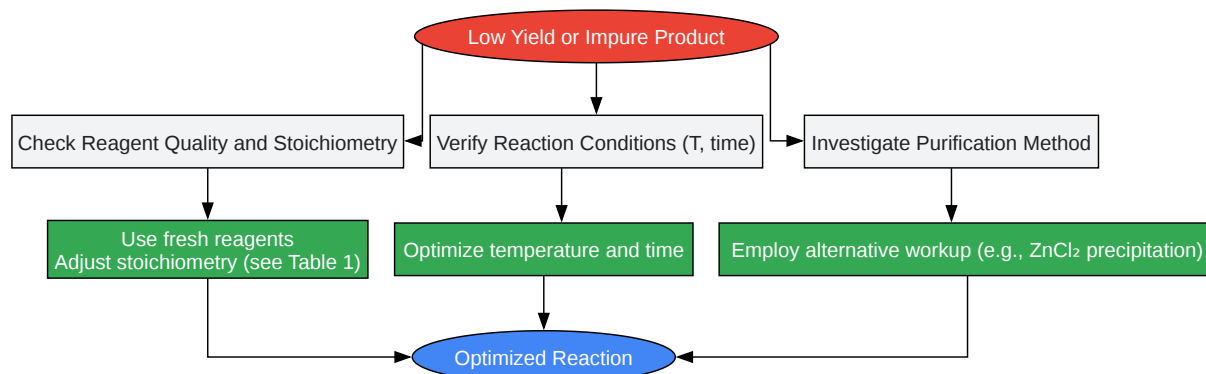 Low Yield or Impure Product
Check Reagent Quality and Stoichiometry
Verify Reaction Conditions (T, time)
Investigate Purification Method
Use fresh reagents
Adjust stoichiometry (see Table 1)
Optimize temperature and time
Employ alternative workup (e.g., ZnCl₂ precipitation)
Optimized Reaction